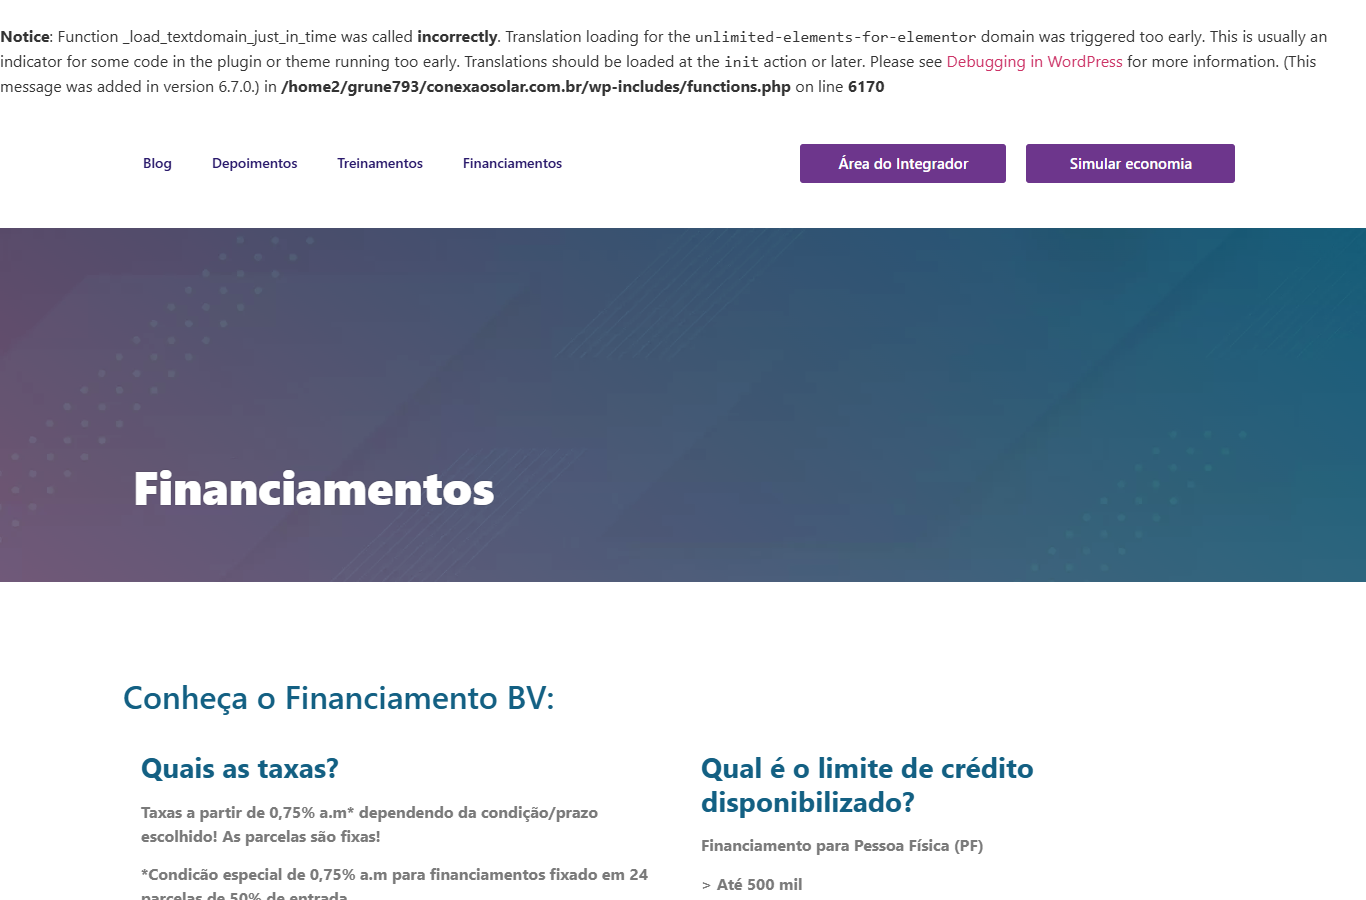 Notice: Function _load_textdomain_just_in_time was called incorrectly. Translation loading for the unlimited-elements-for-elementor domain was triggered too early. This is usually an
indicator for some code in the plugin or theme running too early. Translations should be loaded at the init action or later. Please see Debugging in WordPress for more information. (This
message was added in version 6.7.0.) in /home2/grune793/conexaosolar.com.br/wp-includes/functions.php on line 6170
Blog Depoimentos Treinamentos Financiamentos Área do Integrador Simular economia
Financiamentos
Conheça o Financiamento BV:
Quais as taxas?
Taxas a partir de 0,75% a.m* dependendo da condição/prazo
escolhido! As parcelas são fixas!
*Condicão especial de 0,75% a.m para financiamentos fixado em 24
parcelas de 50% de entrada
Qual é o limite de crédito
disponibilizado?
Financiamento para Pessoa Física (PF)
> Até 500 mil